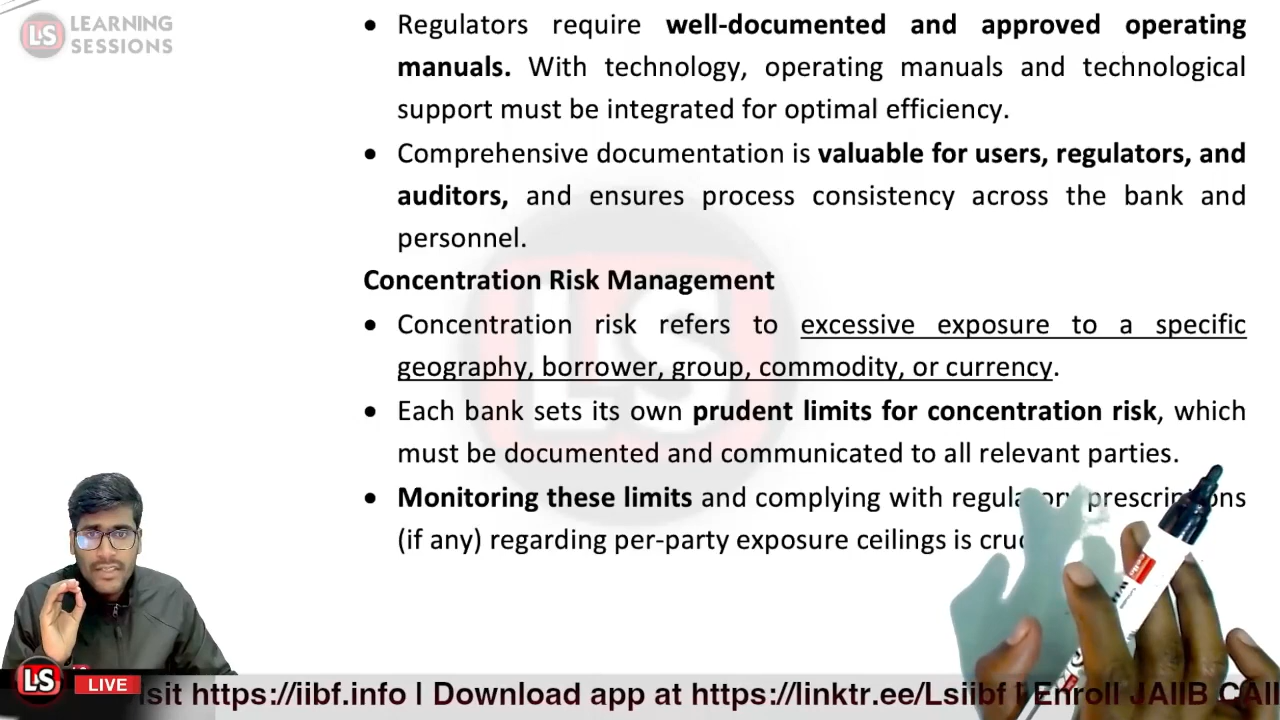 LS LEARNING
SESSIONS
• Regulators require well-documented and approved operating
manuals. With technology, operating manuals and technological
support must be integrated for optimal efficiency.
• Comprehensive documentation is valuable for users, regulators, and
auditors, and ensures process consistency across the bank and
personnel.
Concentration Risk Management
• Concentration risk refers to excessive exposure to a specific
geography, borrower, group, commodity, or currency.
• Each bank sets its own prudent limits for concentration risk, which
must be documented and communicated to all relevant parties.
• Monitoring these limits and complying with regulatory prescriptions
(if any) regarding per-party exposure ceilings is
LS
LS LIVE
https://iibf.info | Download app at https://linktr.ee/Lsiibf | Enroll JAIIB